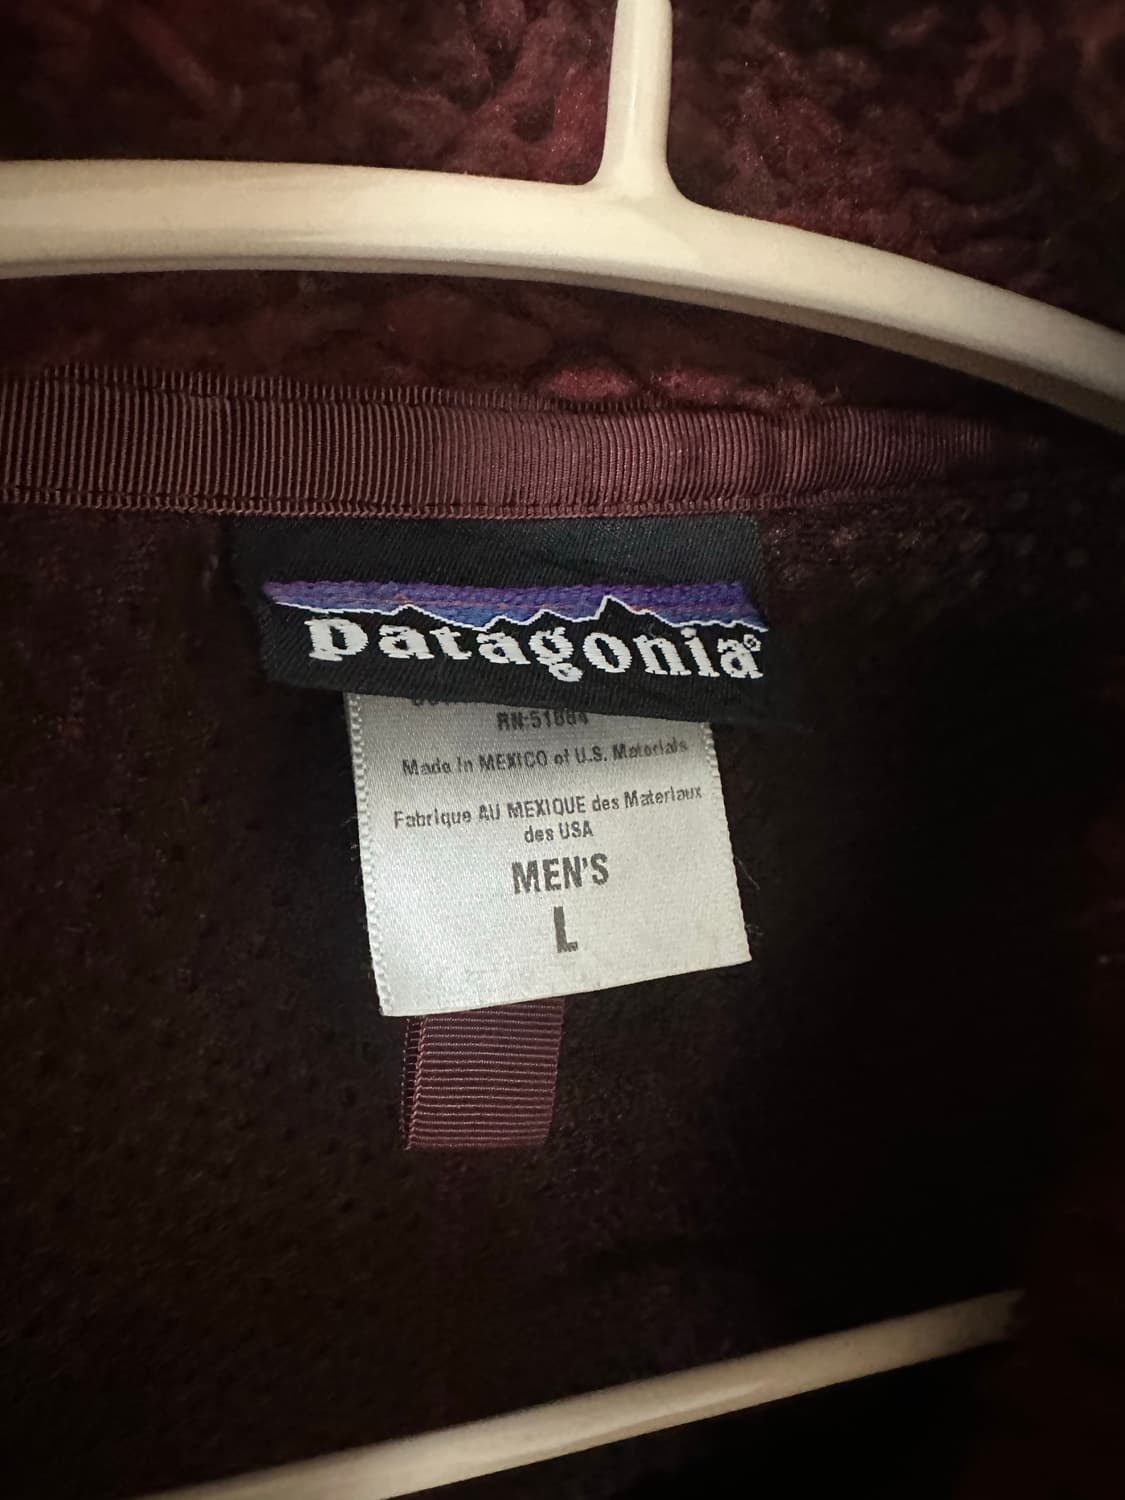 patagonia®
RN:51884
Made in MEXICO of U.S. Materials
Fabrique AU MEXIQUE des Materiaux
des USA
MEN'S
L